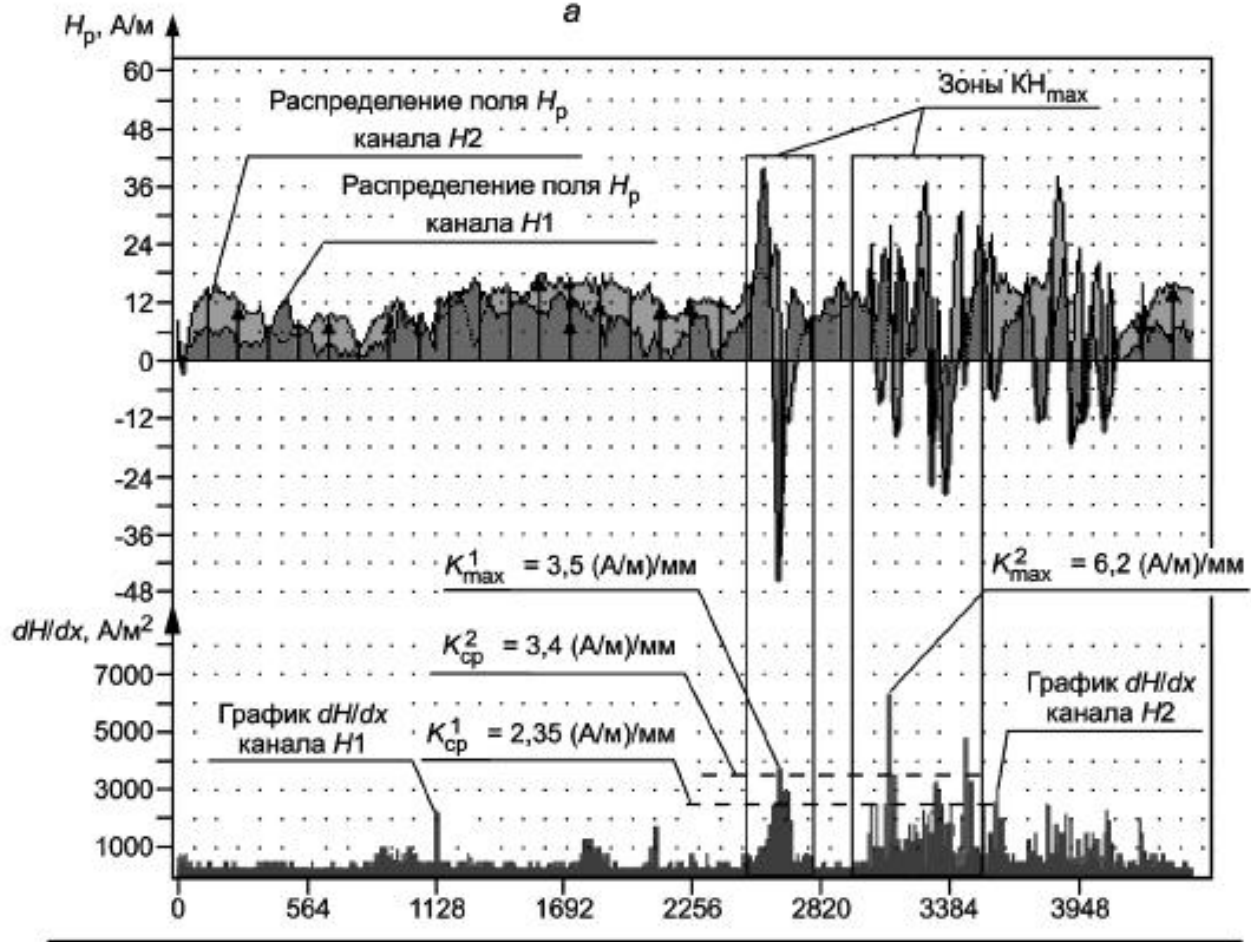 а
Hр, А/м
60
48
36
24
12
0
-12
-24
-36
-48
Распределение поля Hр
канала H2
Распределение поля Hр
канала H1
Зоны КНmax
K¹max = 3,5 (А/м)/мм
K²max = 6,2 (А/м)/мм
dH/dx, А/м²
7000
5000
3000
1000
K²ср = 3,4 (А/м)/мм
График dH/dx
канала H1
K¹ср = 2,35 (А/м)/мм
График dH/dx
канала H2
0 564 1128 1692 2256 2820 3384 3948